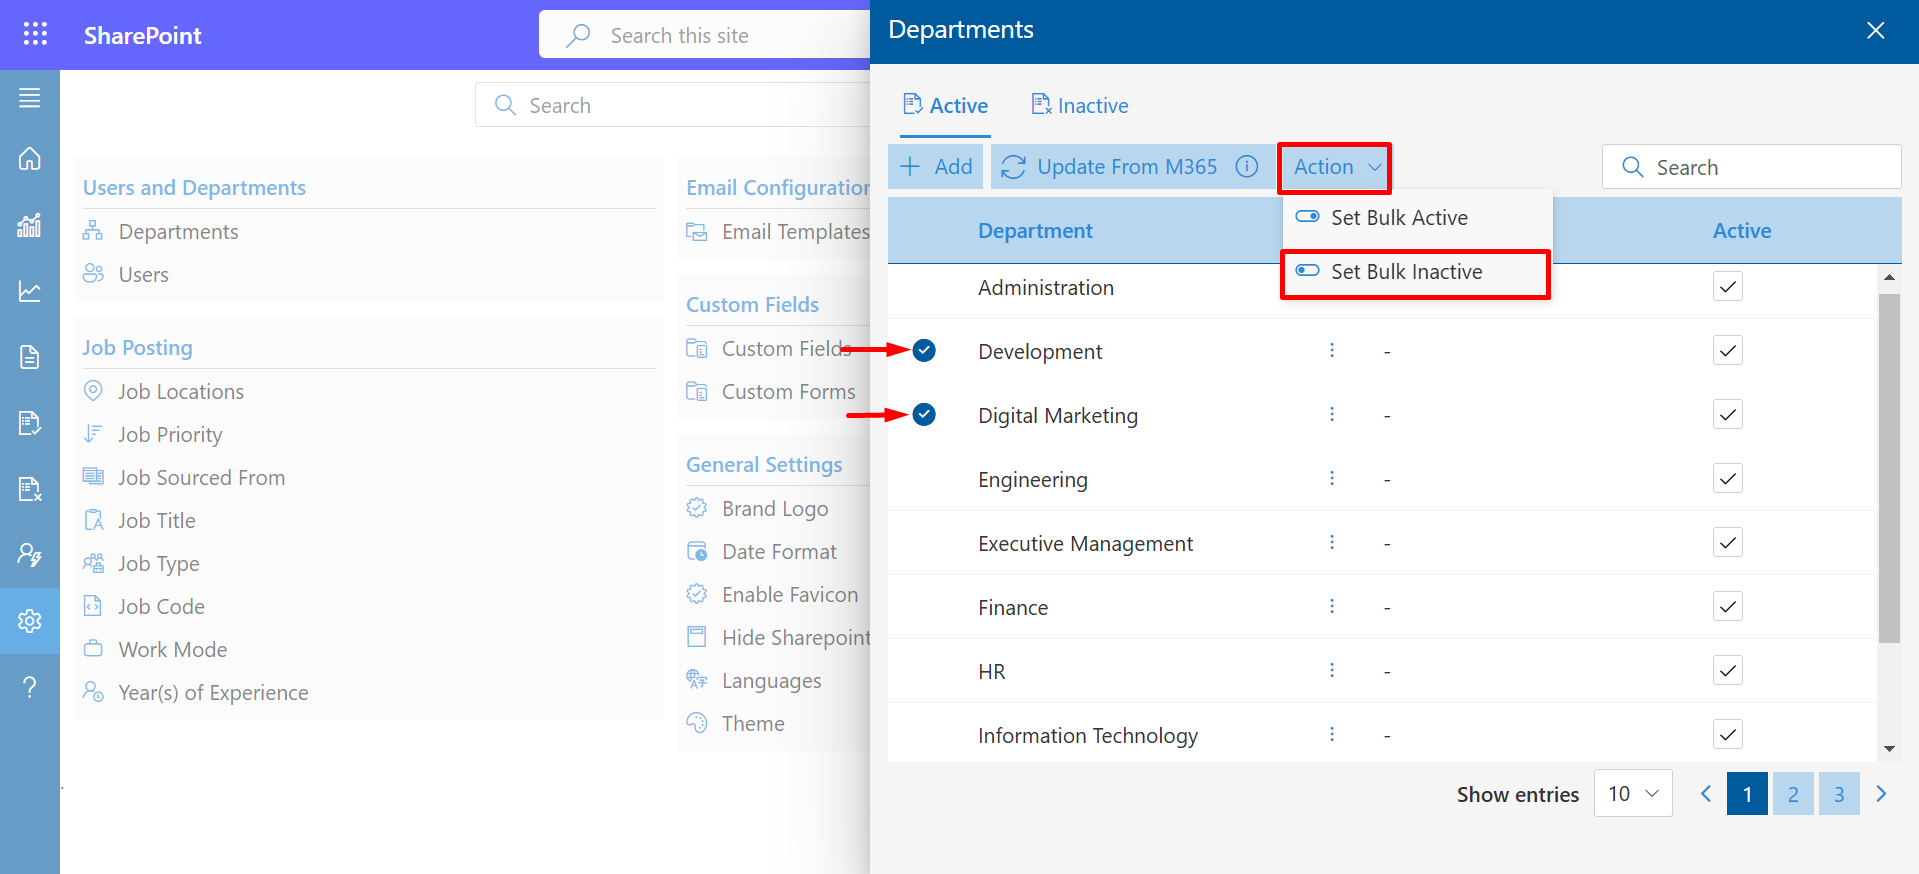 SharePoint
Search this site
Search
Users and Departments
Departments
Users
Job Posting
Job Locations
Job Priority
Job Sourced From
Job Title
Job Type
Job Code
Work Mode
Year(s) of Experience
Email Configuration
Email Templates
Custom Fields
Custom Fields
Custom Forms
General Settings
Brand Logo
Date Format
Enable Favicon
Hide Sharepoint
Languages
Theme
Departments
Active
Inactive
Add
Update From M365
Action
Search
Set Bulk Active
Set Bulk Inactive
Department
Active
Administration
Development -
Digital Marketing -
Engineering -
Executive Management -
Finance -
HR -
Information Technology -
Show entries 10 1 2 3